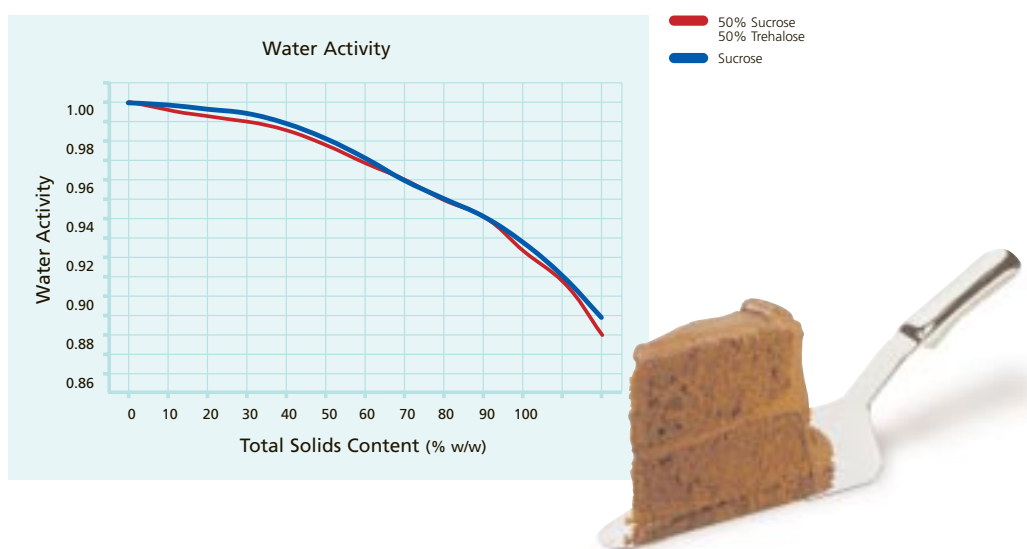 Water Activity
50% Sucrose
50% Trehalose
Sucrose
Water Activity
1.00
0.98
0.96
0.94
0.92
0.90
0.88
0.86
0 10 20 30 40 50 60 70 80 90 100
Total Solids Content (% w/w)